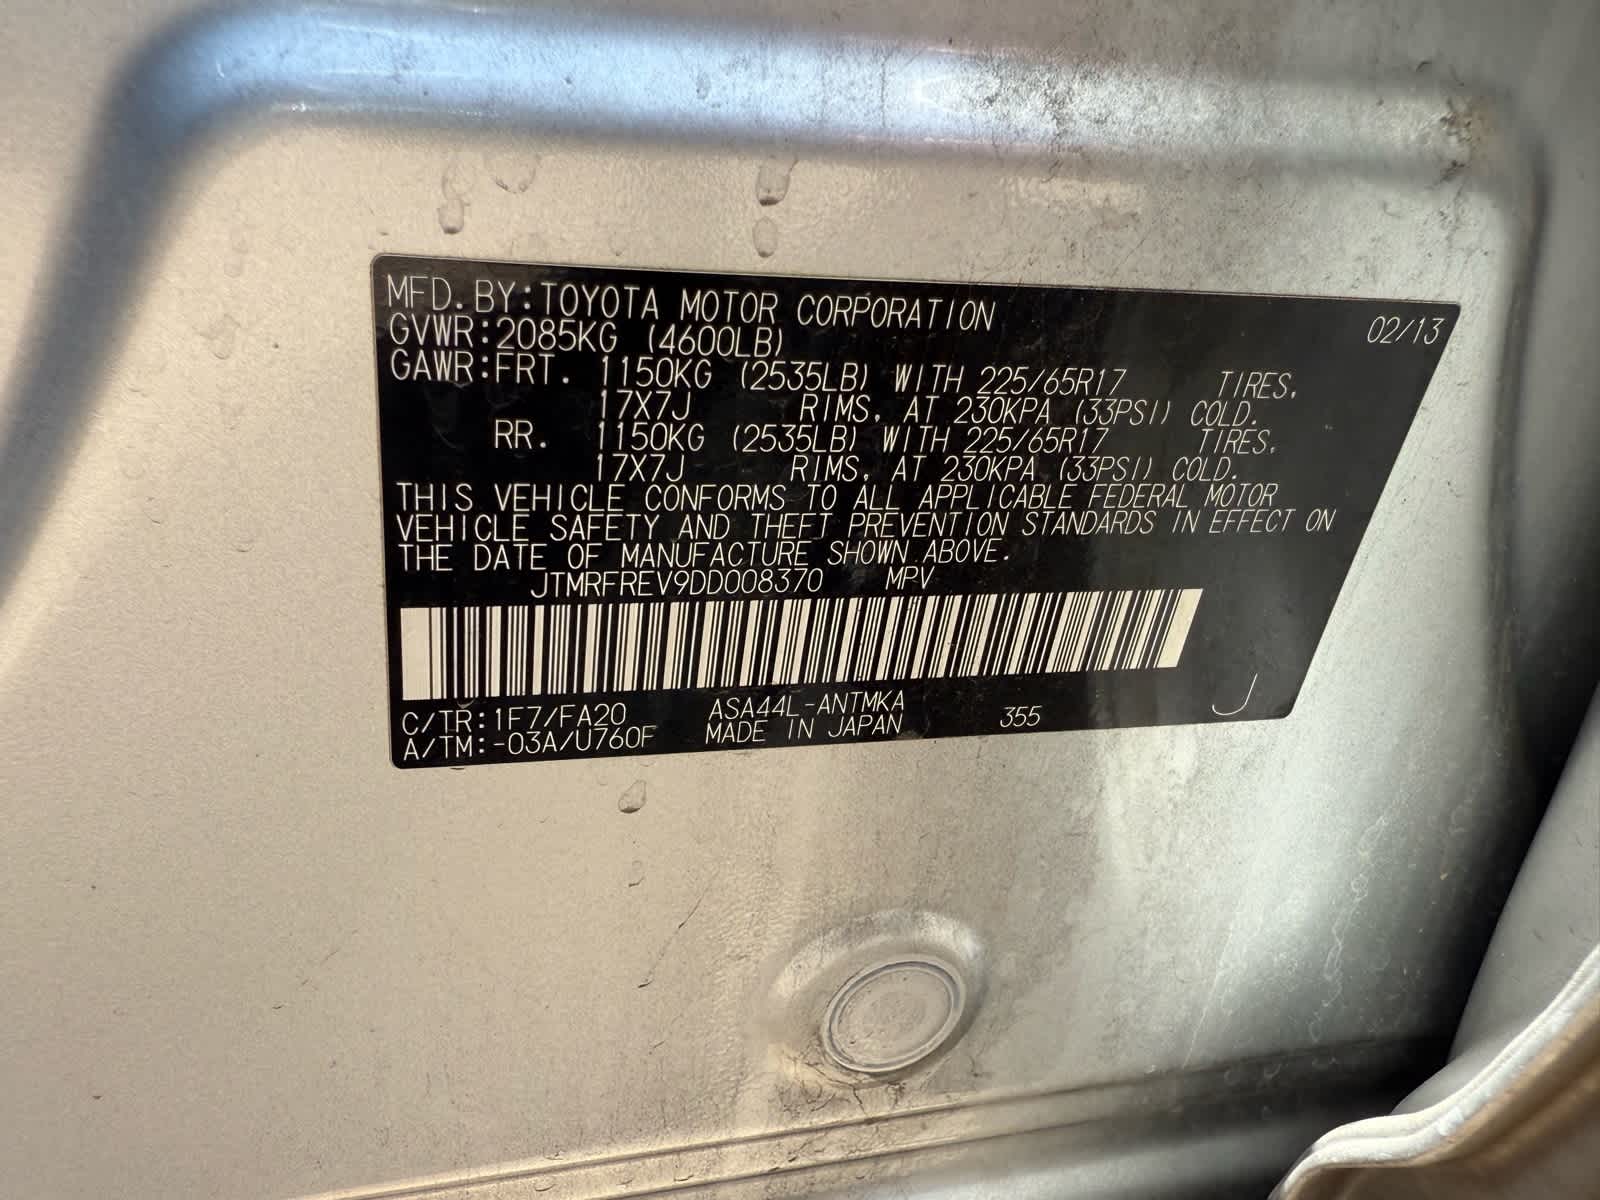 MFD. BY: TOYOTA MOTOR CORPORATION 02/13
GVWR: 2085KG (4600LB)
GAWR: FRT. 1150KG (2535LB) WITH 225/65R17 TIRES,
17X7J RIMS, AT 230KPA (33PSI) COLD.
RR. 1150KG (2535LB) WITH 225/65R17 TIRES,
17X7J RIMS, AT 230KPA (33PSI) COLD.
THIS VEHICLE CONFORMS TO ALL APPLICABLE FEDERAL MOTOR
VEHICLE SAFETY AND THEFT PREVENTION STANDARDS IN EFFECT ON
THE DATE OF MANUFACTURE SHOWN ABOVE.
JTMRFREV9DD008370 MPV
C/TR: 1F7/FA20 ASA44L-ANTMKA 355 J
A/TM: -03A/U760F MADE IN JAPAN